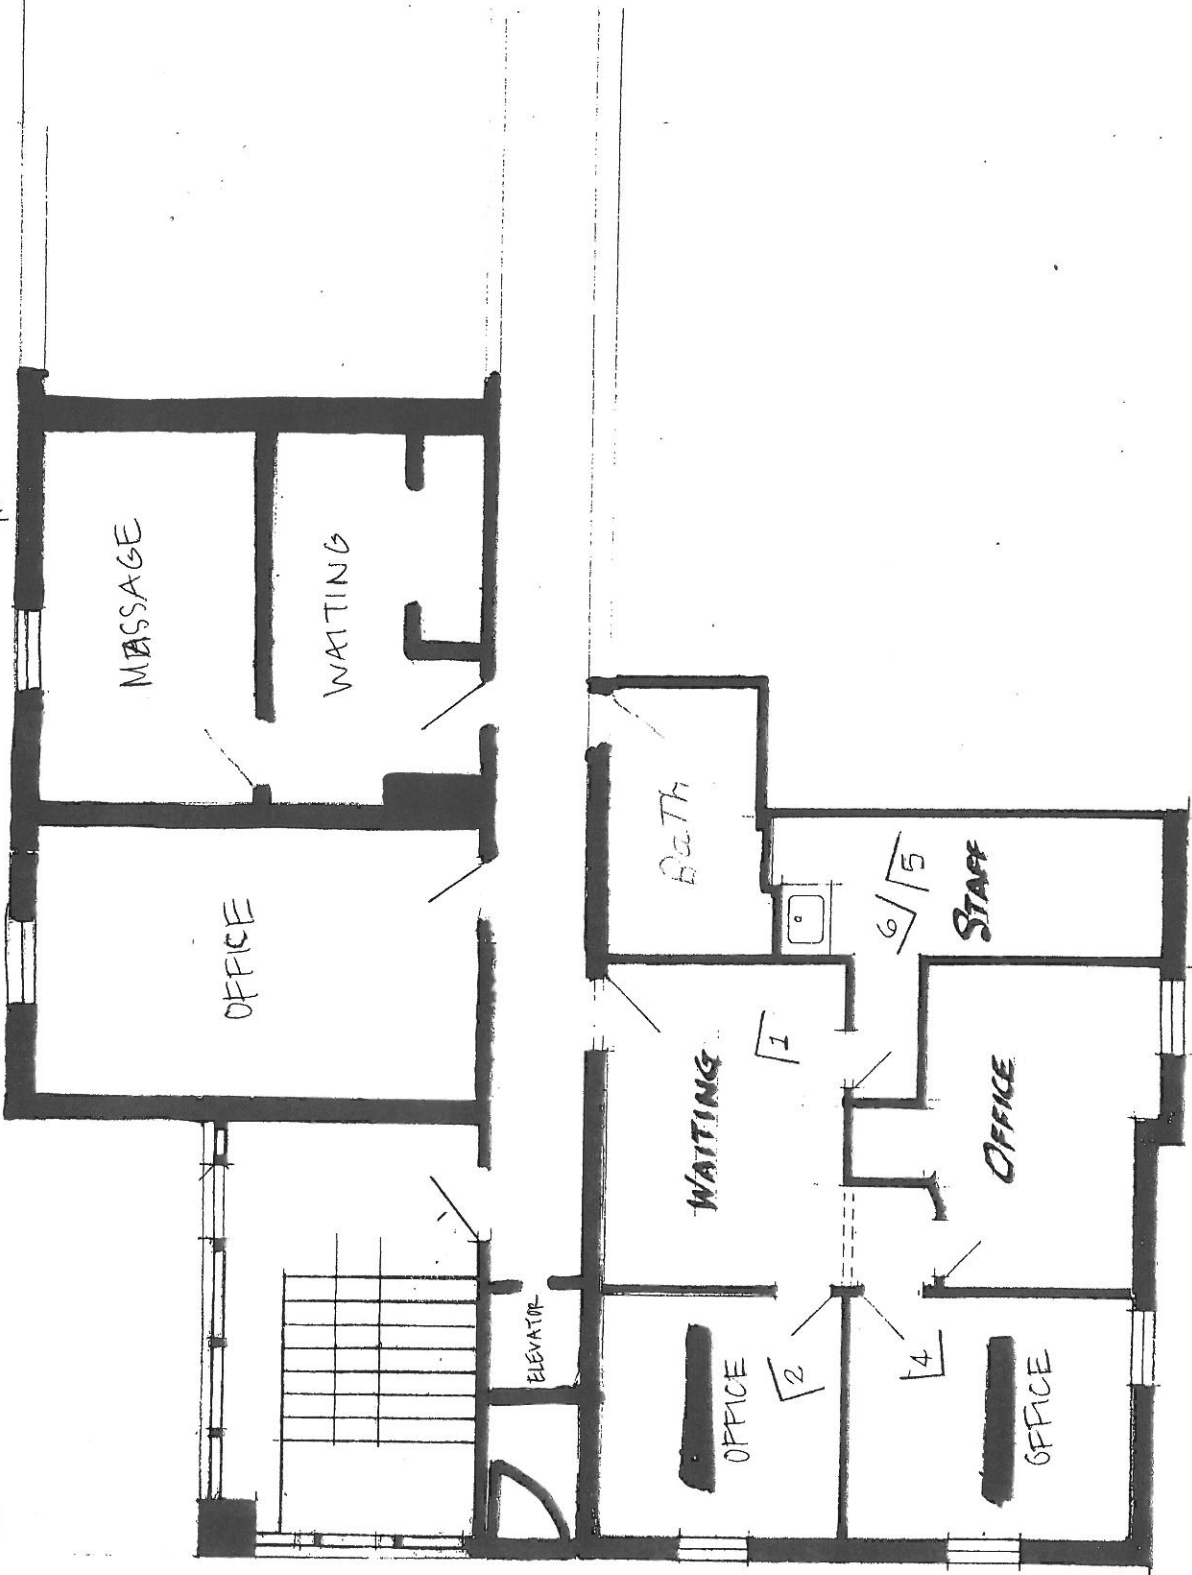 MASSAGE
WAITING
OFFICE
ELEVATOR
Bath
WAITING
1
6
5
STAFF
OFFICE
OFFICE
2
4
OFFICE